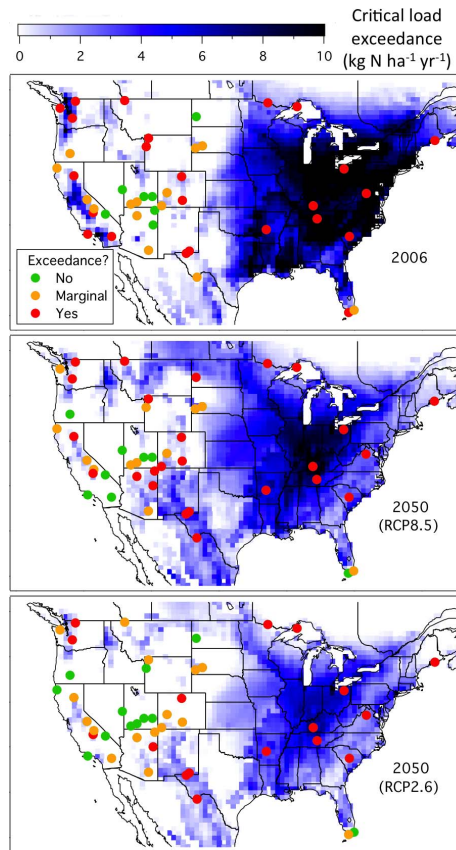 Critical load
exceedance
(kg N ha⁻¹ yr⁻¹)
0 2 4 6 8 10
Exceedance?
No
Marginal
Yes
2006
2050
(RCP8.5)
2050
(RCP2.6)